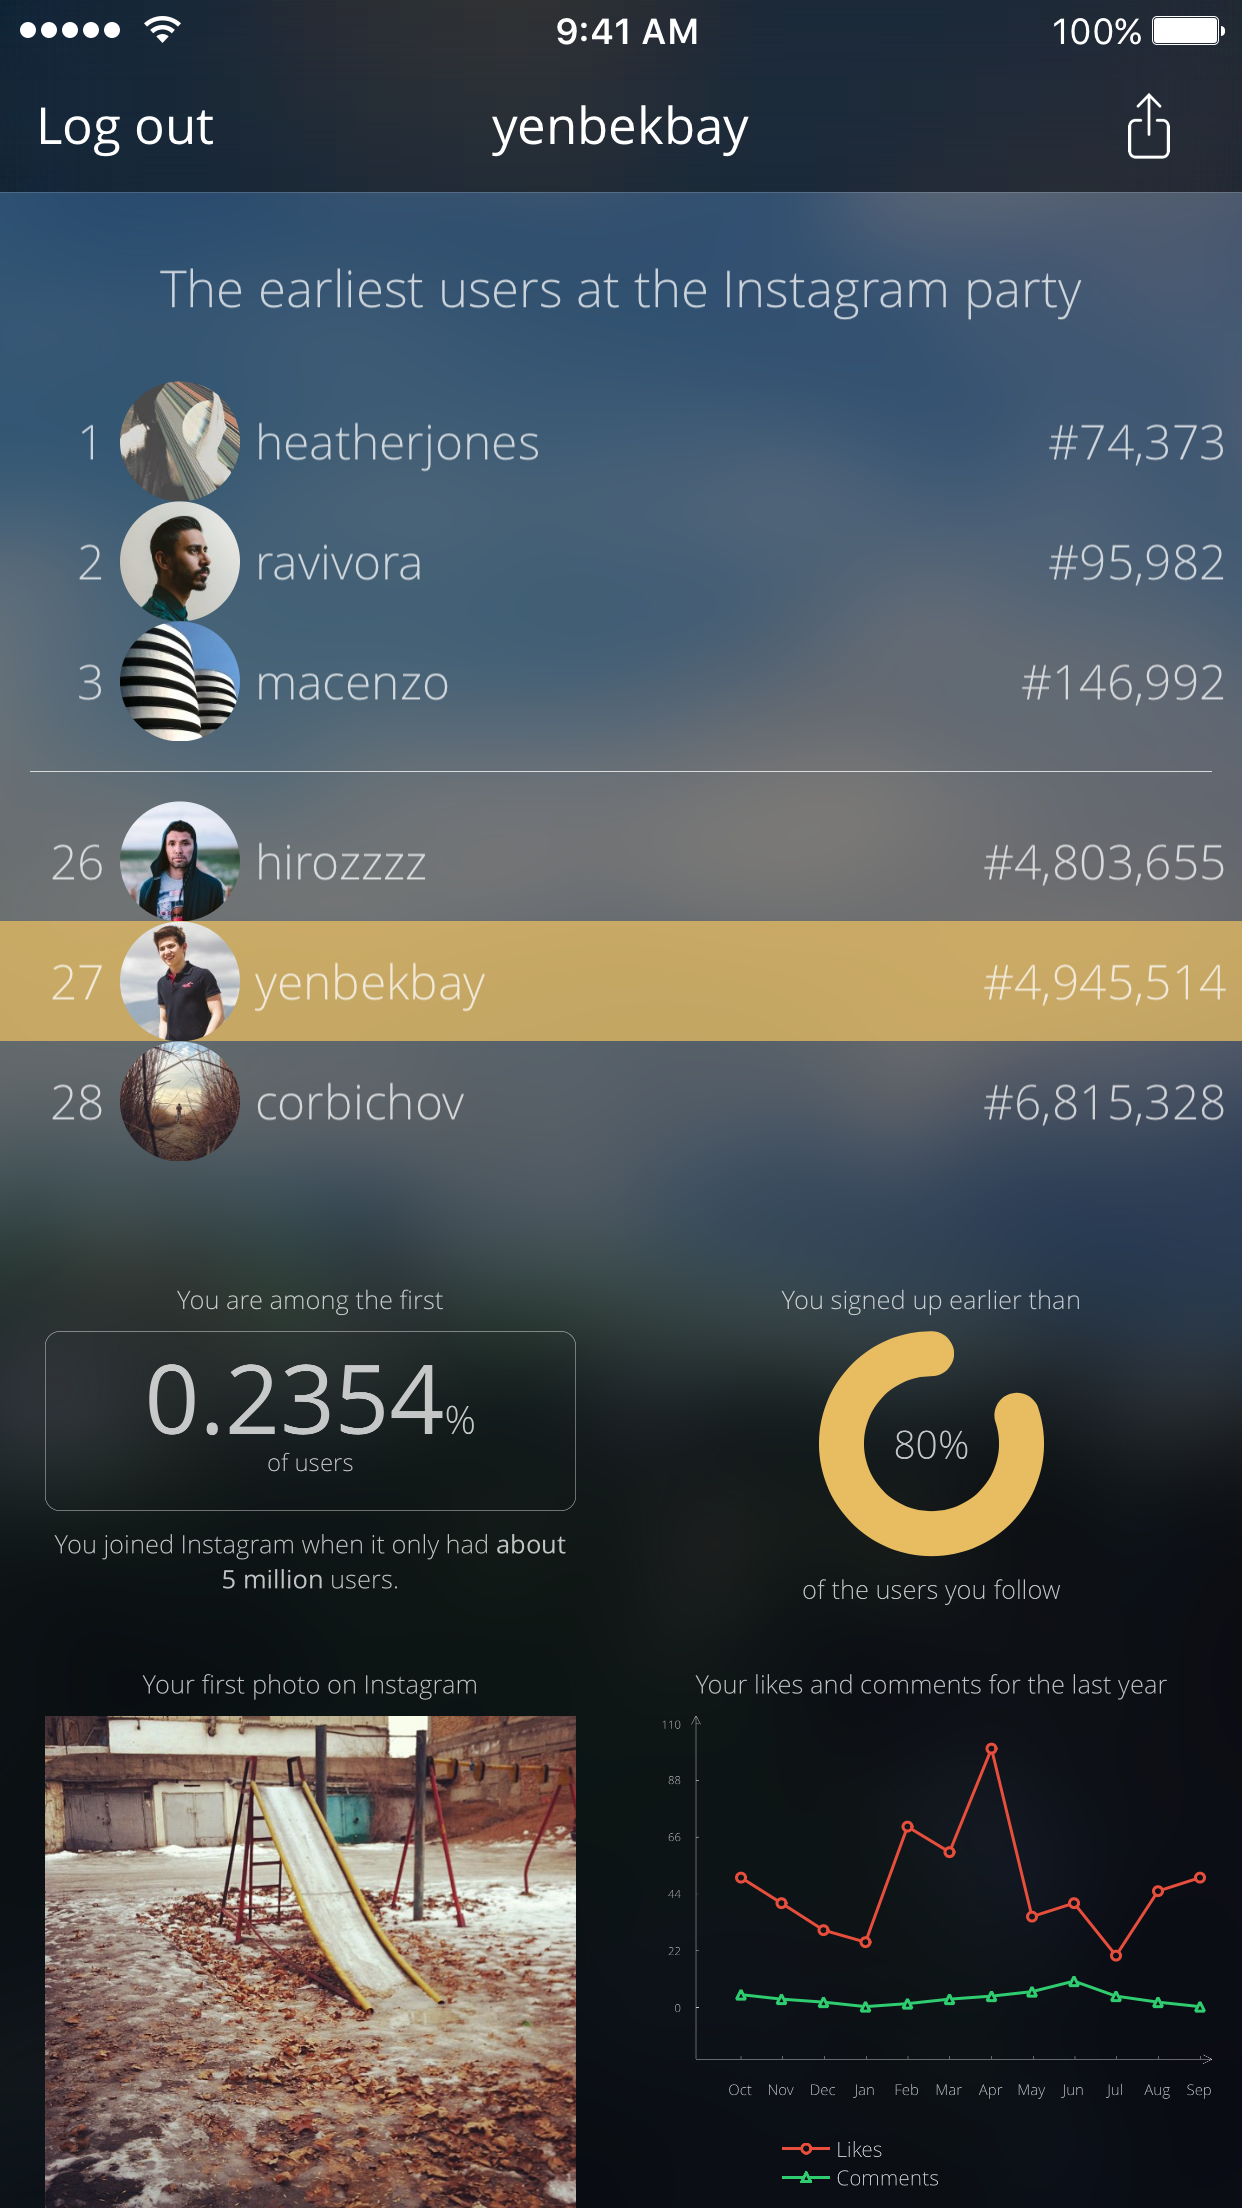 9:41 AM 100%
Log out yenbekbay
The earliest users at the Instagram party
1 heatherjones #74,373
2 ravivora #95,982
3 macenzo #146,992
26 hirozzzz #4,803,655
27 yenbekbay #4,945,514
28 corbichov #6,815,328
You are among the first
0.2354%
of users
You joined Instagram when it only had about
5 million users.
You signed up earlier than
80%
of the users you follow
Your first photo on Instagram
Your likes and comments for the last year
110
88
66
44
22
0
Oct Nov Dec Jan Feb Mar Apr May Jun Jul Aug Sep
Likes
Comments